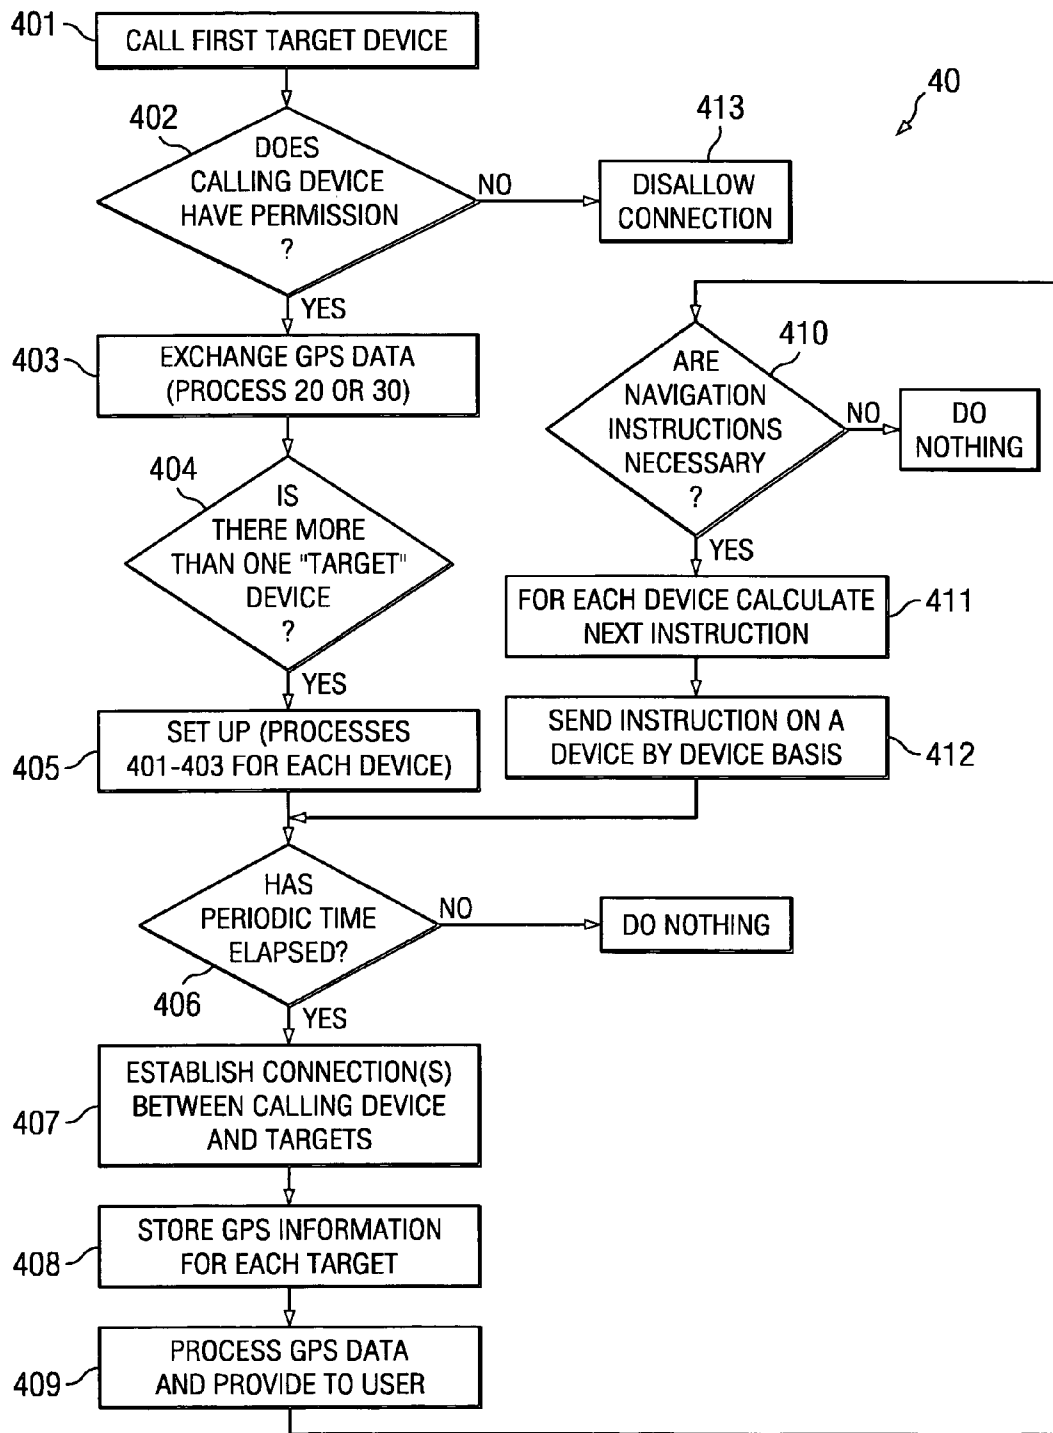 401
CALL FIRST TARGET DEVICE
40
402
DOES
CALLING DEVICE
HAVE PERMISSION
?
NO
413
DISALLOW
CONNECTION
YES
403
EXCHANGE GPS DATA
(PROCESS 20 OR 30)
404
IS
THERE MORE
THAN ONE "TARGET"
DEVICE
?
YES
405
SET UP (PROCESSES
401-403 FOR EACH DEVICE)
HAS
PERIODIC TIME
ELAPSED?
406
NO
DO NOTHING
YES
407
ESTABLISH CONNECTION(S)
BETWEEN CALLING DEVICE
AND TARGETS
408
STORE GPS INFORMATION
FOR EACH TARGET
409
PROCESS GPS DATA
AND PROVIDE TO USER
410
ARE
NAVIGATION
INSTRUCTIONS
NECESSARY
?
NO
DO
NOTHING
YES
FOR EACH DEVICE CALCULATE
NEXT INSTRUCTION
411
SEND INSTRUCTION ON A
DEVICE BY DEVICE BASIS
412